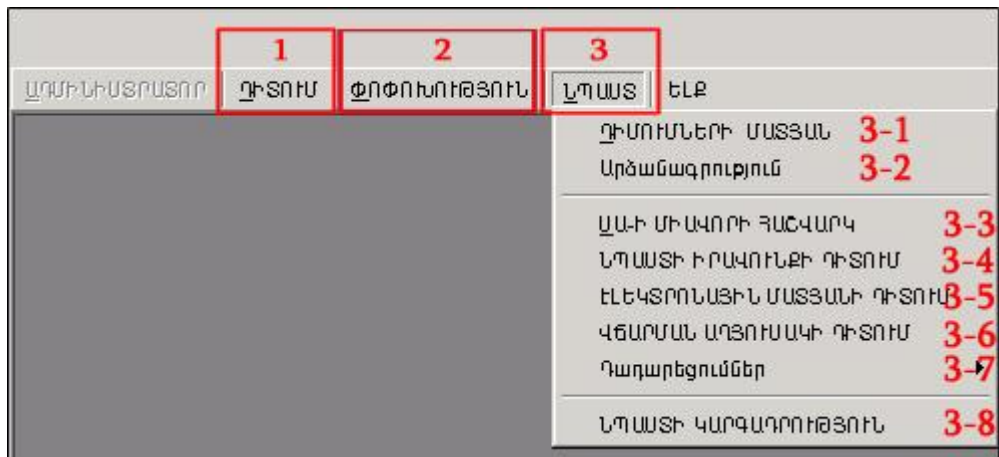 1 2 3
ԱԴՄԻՆԻՍՏՐԱՏՈՐ ԴԻՏՈՒՄ ՓՈՓՈԽՈՒԹՅՈՒՆ ՆՊԱՍՏ ԵԼՔ
ԴԻՄՈՒՄՆԵՐԻ ՄԱՏՅԱՆ 3-1
Արձանագրություն 3-2
ՍԱ-Ի ՄԻԱՎՈՐԻ ՀԱՇՎԱՐԿ 3-3
ՆՊԱՍՏԻ ԻՐԱՎՈՒՆՔԻ ԴԻՏՈՒՄ 3-4
ԷԼԵԿՏՐՈՆԱՅԻՆ ՄԱՏՅԱՆԻ ԴԻՏՈՒՄ 3-5
ՎՃԱՐՄԱՆ ԱՂՅՈՒՍԱԿԻ ԴԻՏՈՒՄ 3-6
Դադարեցումներ 3-7
ՆՊԱՍՏԻ ԿԱՐԳԱԴՐՈՒԹՅՈՒՆ 3-8